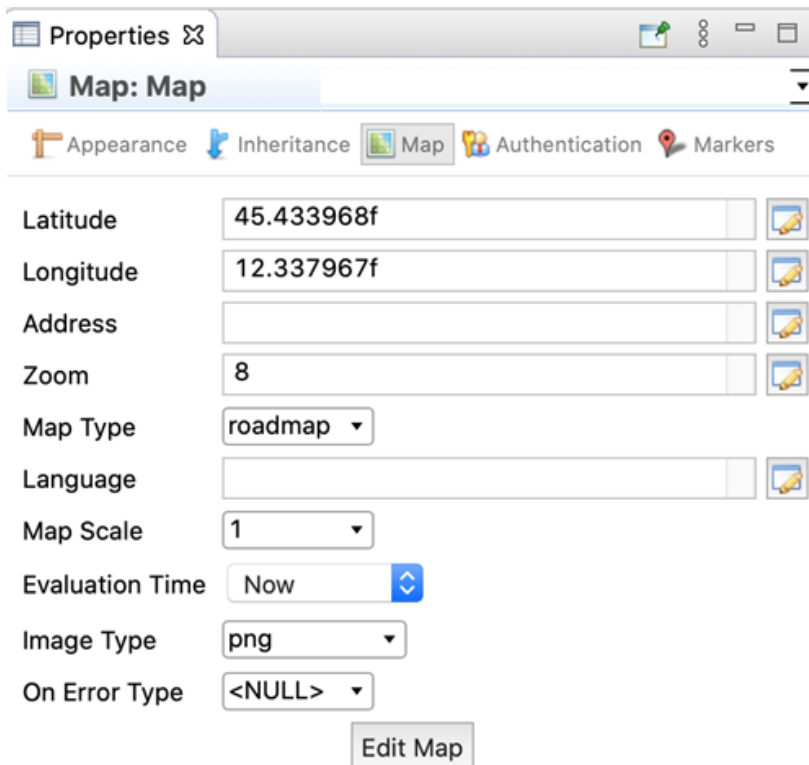 Properties
Map: Map
Appearance Inheritance Map Authentication Markers
Latitude 45.433968f
Longitude 12.337967f
Address
Zoom 8
Map Type roadmap
Language
Map Scale 1
Evaluation Time Now
Image Type png
On Error Type <NULL>
Edit Map